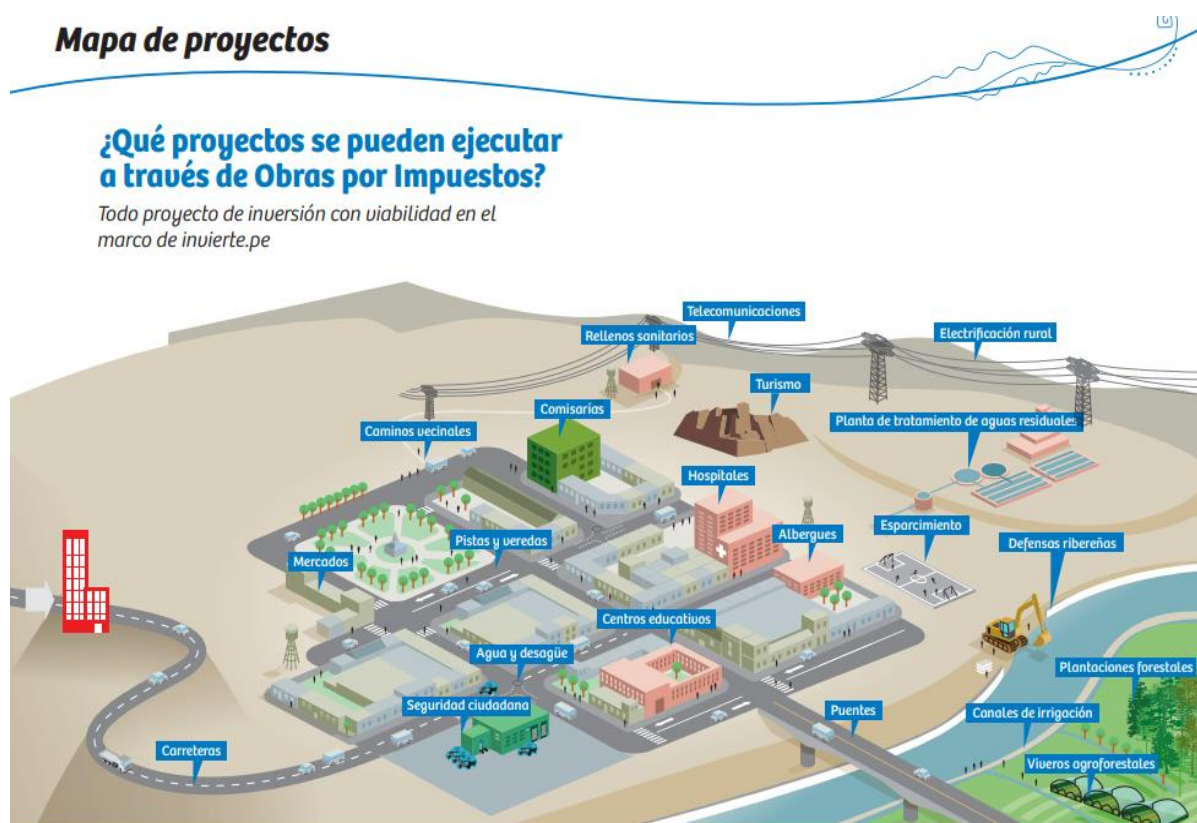 Mapa de proyectos
¿Qué proyectos se pueden ejecutar
a través de Obras por Impuestos?
Todo proyecto de inversión con viabilidad en el
marco de invierte.pe
Telecomunicaciones
Rellenos sanitarios
Electrificación rural
Turismo
Comisarías
Caminos vecinales
Planta de tratamiento de aguas residuales
Hospitales
Esparcimiento
Albergues
Pistas y veredas
Defensas ribereñas
Mercados
Centros educativos
Agua y desagüe
Plantaciones forestales
Seguridad ciudadana
Puentes
Canales de irrigación
Carreteras
Viveros agroforestales